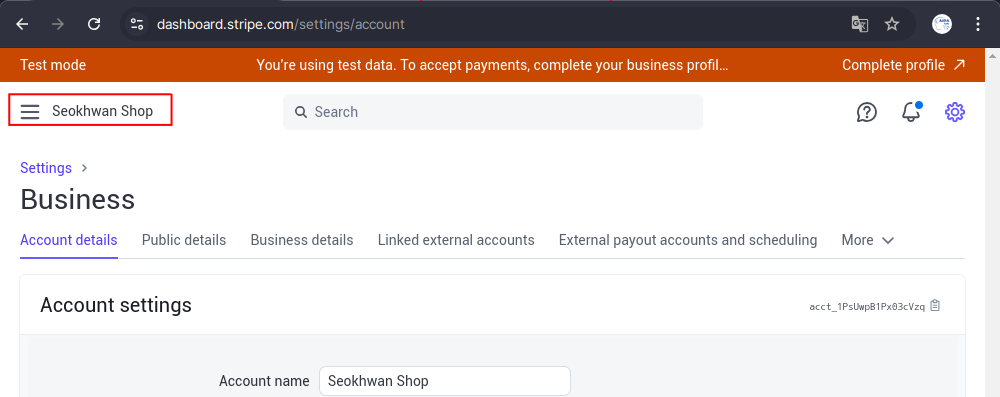 dashboard.stripe.com/settings/account
Test mode
You're using test data. To accept payments, complete your business profil...
Complete profile
Seokhwan Shop
Search
Settings
Business
Account details
Public details
Business details
Linked external accounts
External payout accounts and scheduling
More
Account settings
acct_1PsUwpB1Px03cVzq
Account name
Seokhwan Shop